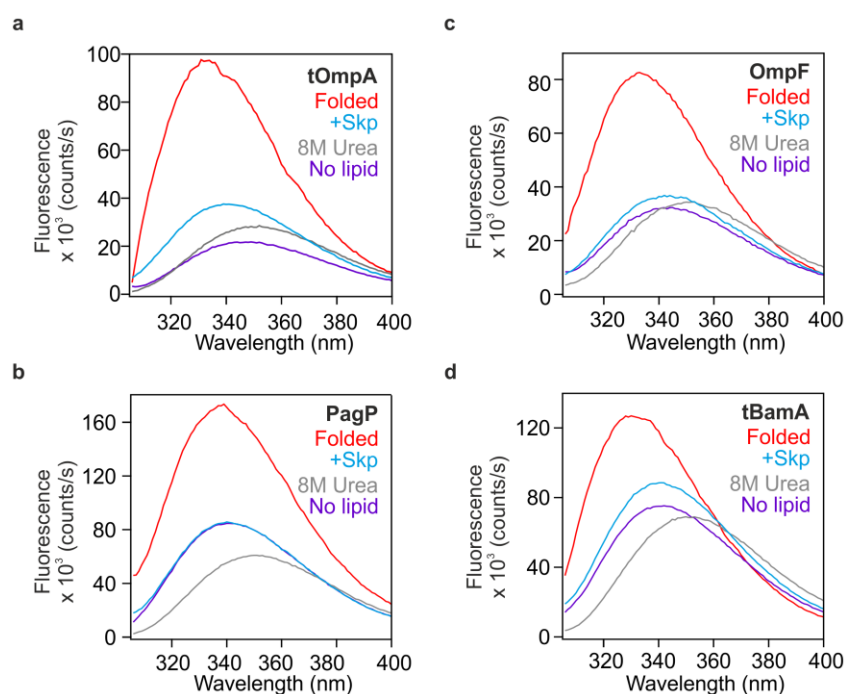 a
100
80
60
40
20
0
Fluorescence
x 10³ (counts/s)
tOmpA
Folded
+Skp
8M Urea
No lipid
320 340 360 380 400
Wavelength (nm)
c
80
60
40
20
0
Fluorescence
x 10³ (counts/s)
OmpF
Folded
+Skp
8M Urea
No lipid
320 340 360 380 400
Wavelength (nm)
b
160
120
80
40
0
Fluorescence
x 10³ (counts/s)
PagP
Folded
+Skp
8M Urea
No lipid
320 340 360 380 400
Wavelength (nm)
d
120
80
40
0
Fluorescence
x 10³ (counts/s)
tBamA
Folded
+Skp
8M Urea
No lipid
320 340 360 380 400
Wavelength (nm)